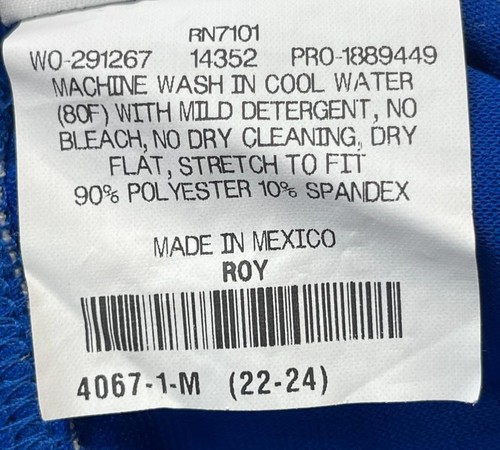 RN7101
WO-291267 14352 PRO-1889449
MACHINE WASH IN COOL WATER
(80F) WITH MILD DETERGENT, NO
BLEACH, NO DRY CLEANING, DRY
FLAT, STRETCH TO FIT
90% POLYESTER 10% SPANDEX
MADE IN MEXICO
ROY
4067-1-M (22-24)